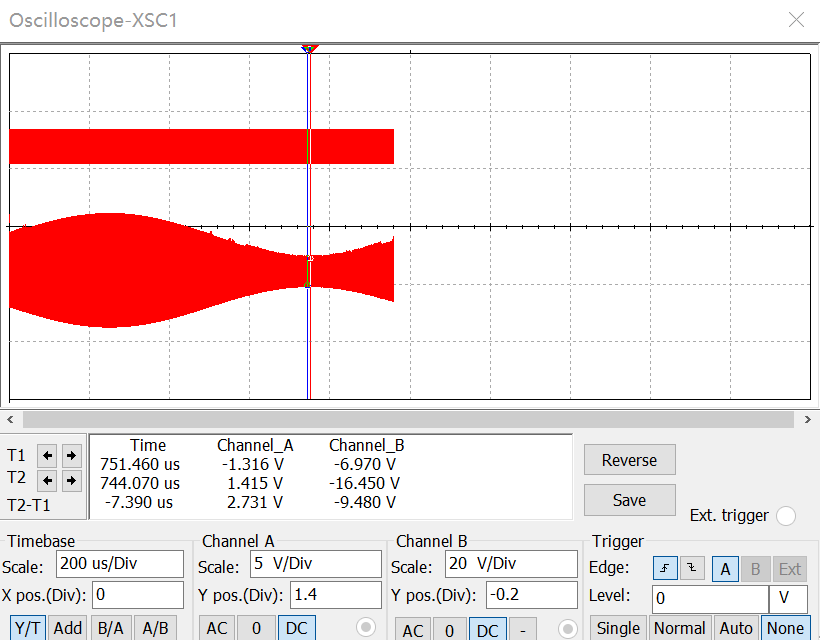 Oscilloscope-XSC1
Time Channel_A Channel_B
T1 751.460 us -1.316 V -6.970 V
T2 744.070 us 1.415 V -16.450 V
T2-T1 -7.390 us 2.731 V -9.480 V
Reverse
Save
Ext. trigger
Timebase Channel A Channel B Trigger
Scale: 200 us/Div Scale: 5 V/Div Scale: 20 V/Div Edge: A B Ext
X pos.(Div): 0 Y pos.(Div): 1.4 Y pos.(Div): -0.2 Level: 0 V
Y/T Add B/A A/B AC 0 DC AC 0 DC - Single Normal Auto None